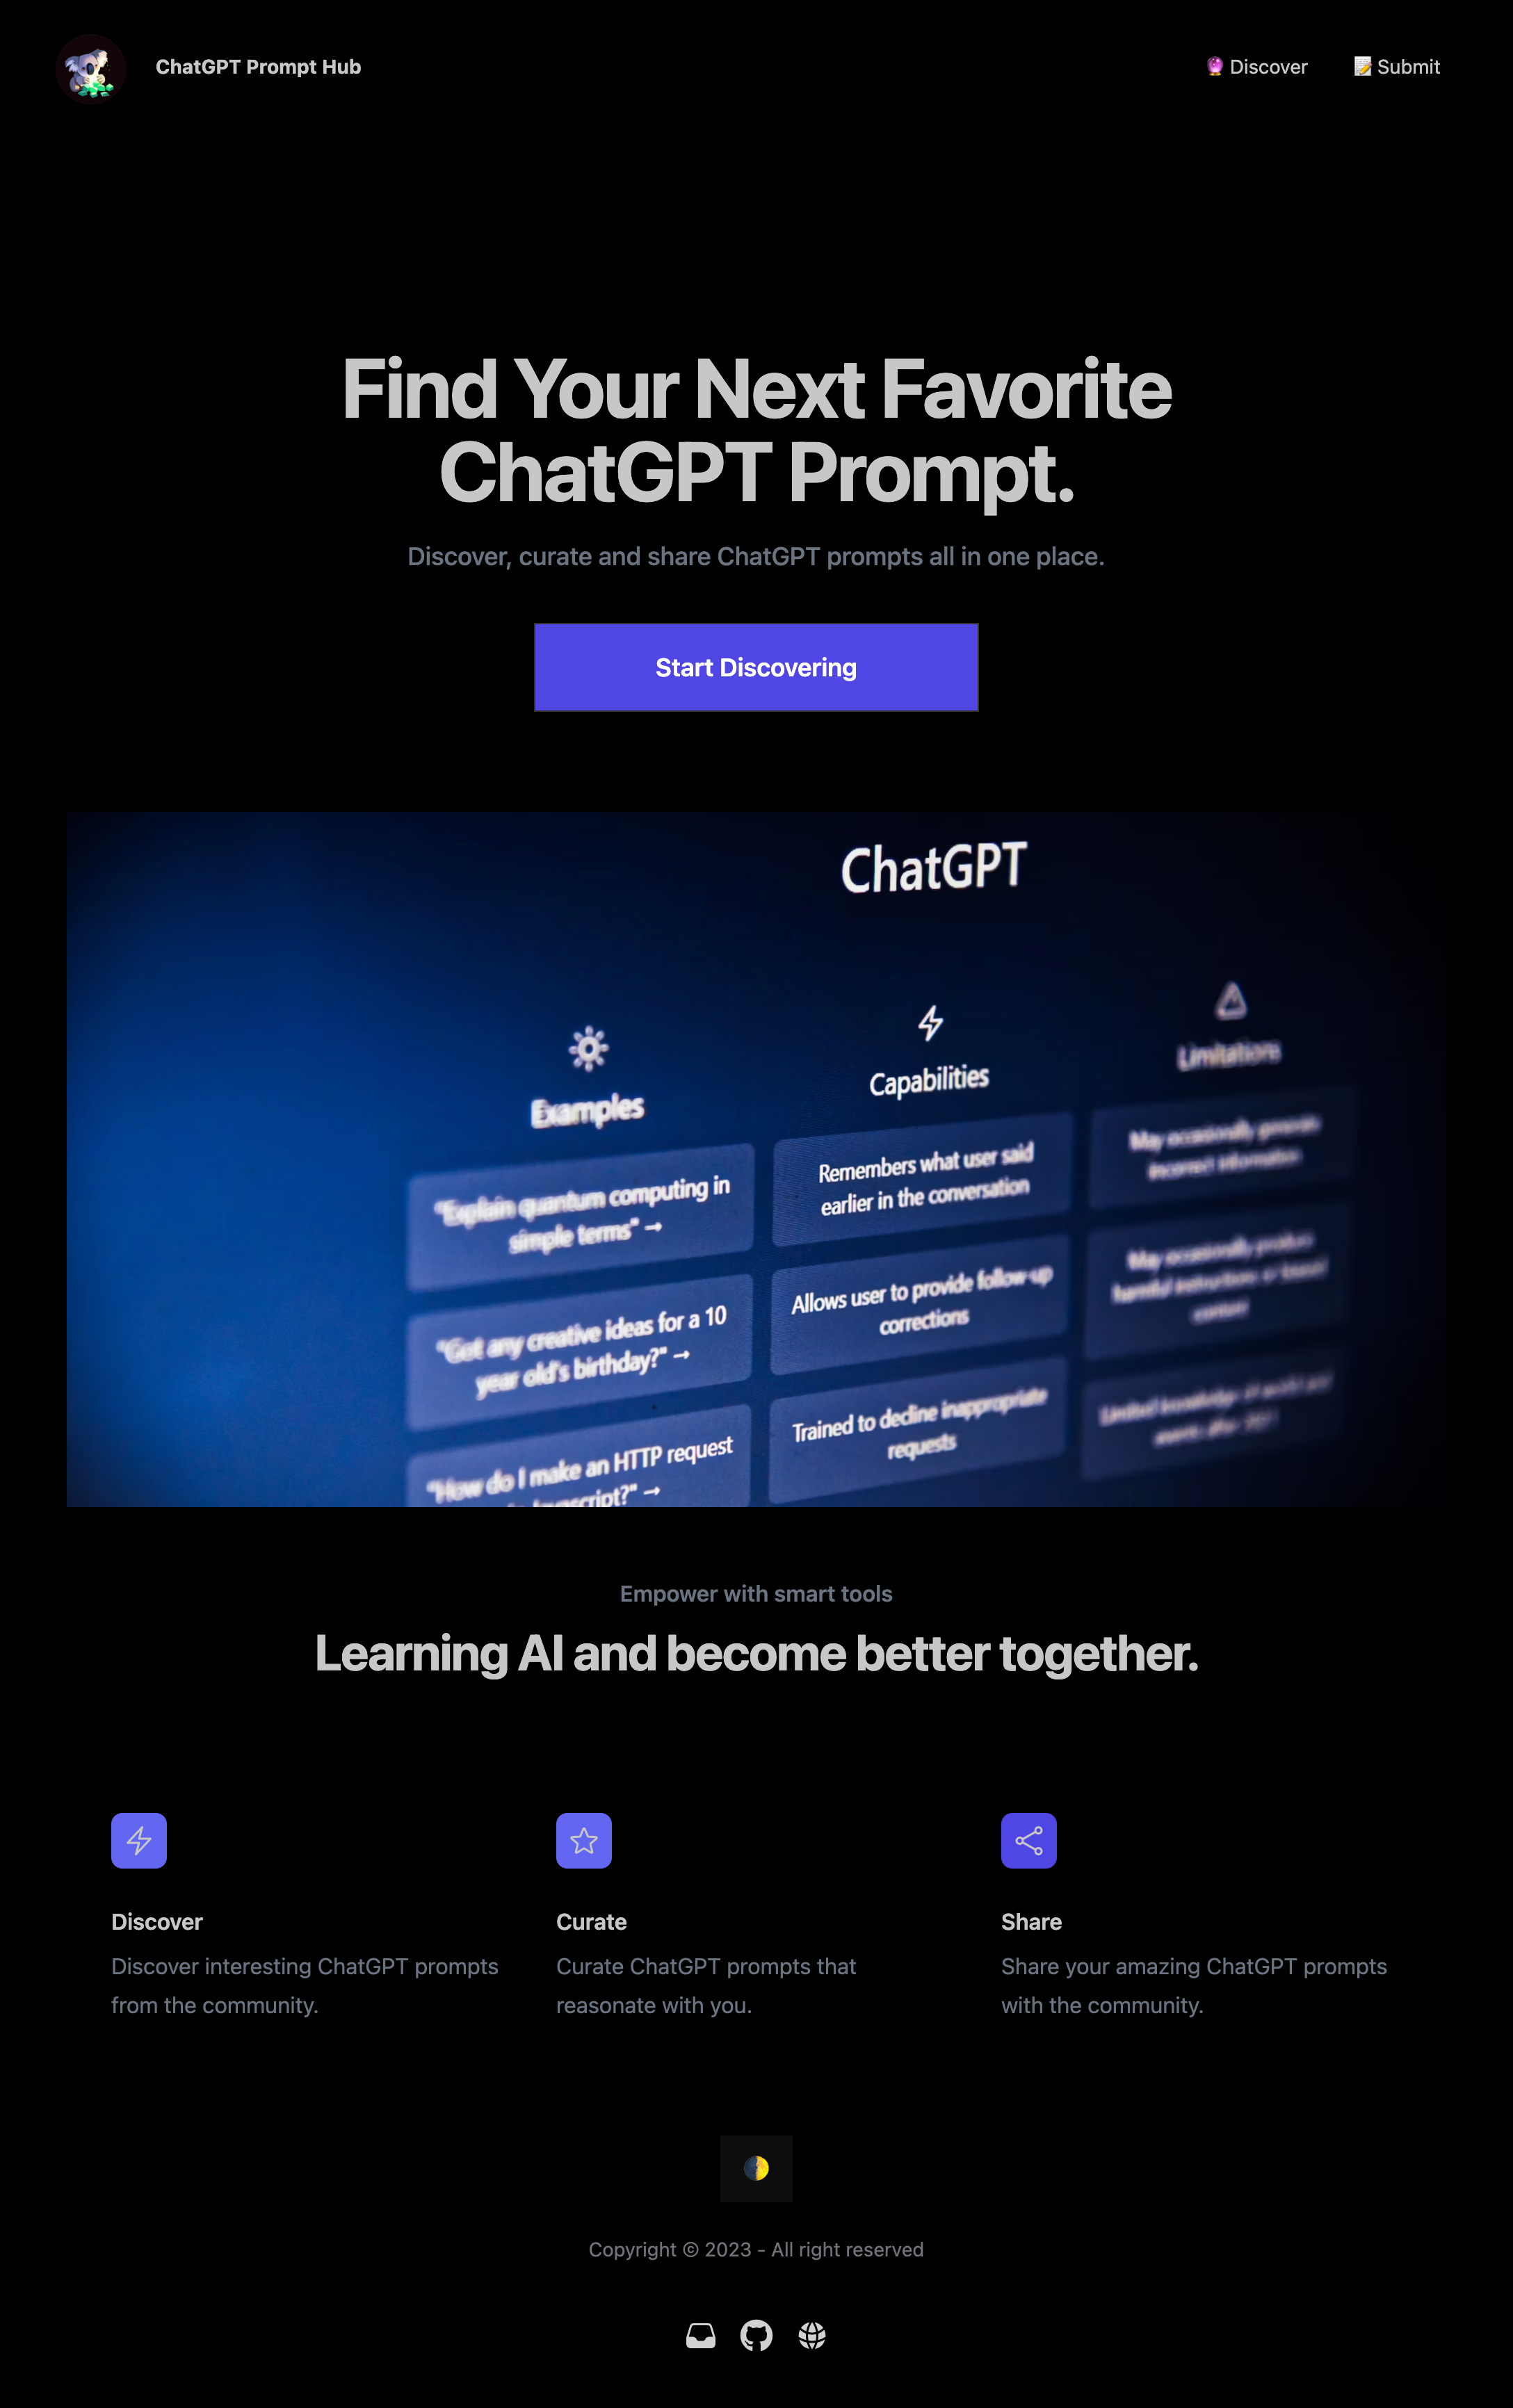 ChatGPT Prompt Hub
🔮 Discover
📝 Submit
Find Your Next Favorite
ChatGPT Prompt.
Discover, curate and share ChatGPT prompts all in one place.
Start Discovering
ChatGPT
Examples
Capabilities
Limitations
"Explain quantum computing in
simple terms" →
Remembers what user said
earlier in the conversation
May occasionally generate
incorrect information
"Got any creative ideas for a 10
year old's birthday?" →
Allows user to provide follow-up
corrections
May occasionally produce
harmful instructions or biased
content
"How do I make an HTTP request
Trained to decline inappropriate
requests
Limited knowledge of world and
events after 2021
Empower with smart tools
Learning AI and become better together.
Discover
Discover interesting ChatGPT prompts
from the community.
Curate
Curate ChatGPT prompts that
reasonate with you.
Share
Share your amazing ChatGPT prompts
with the community.
Copyright © 2023 - All right reserved